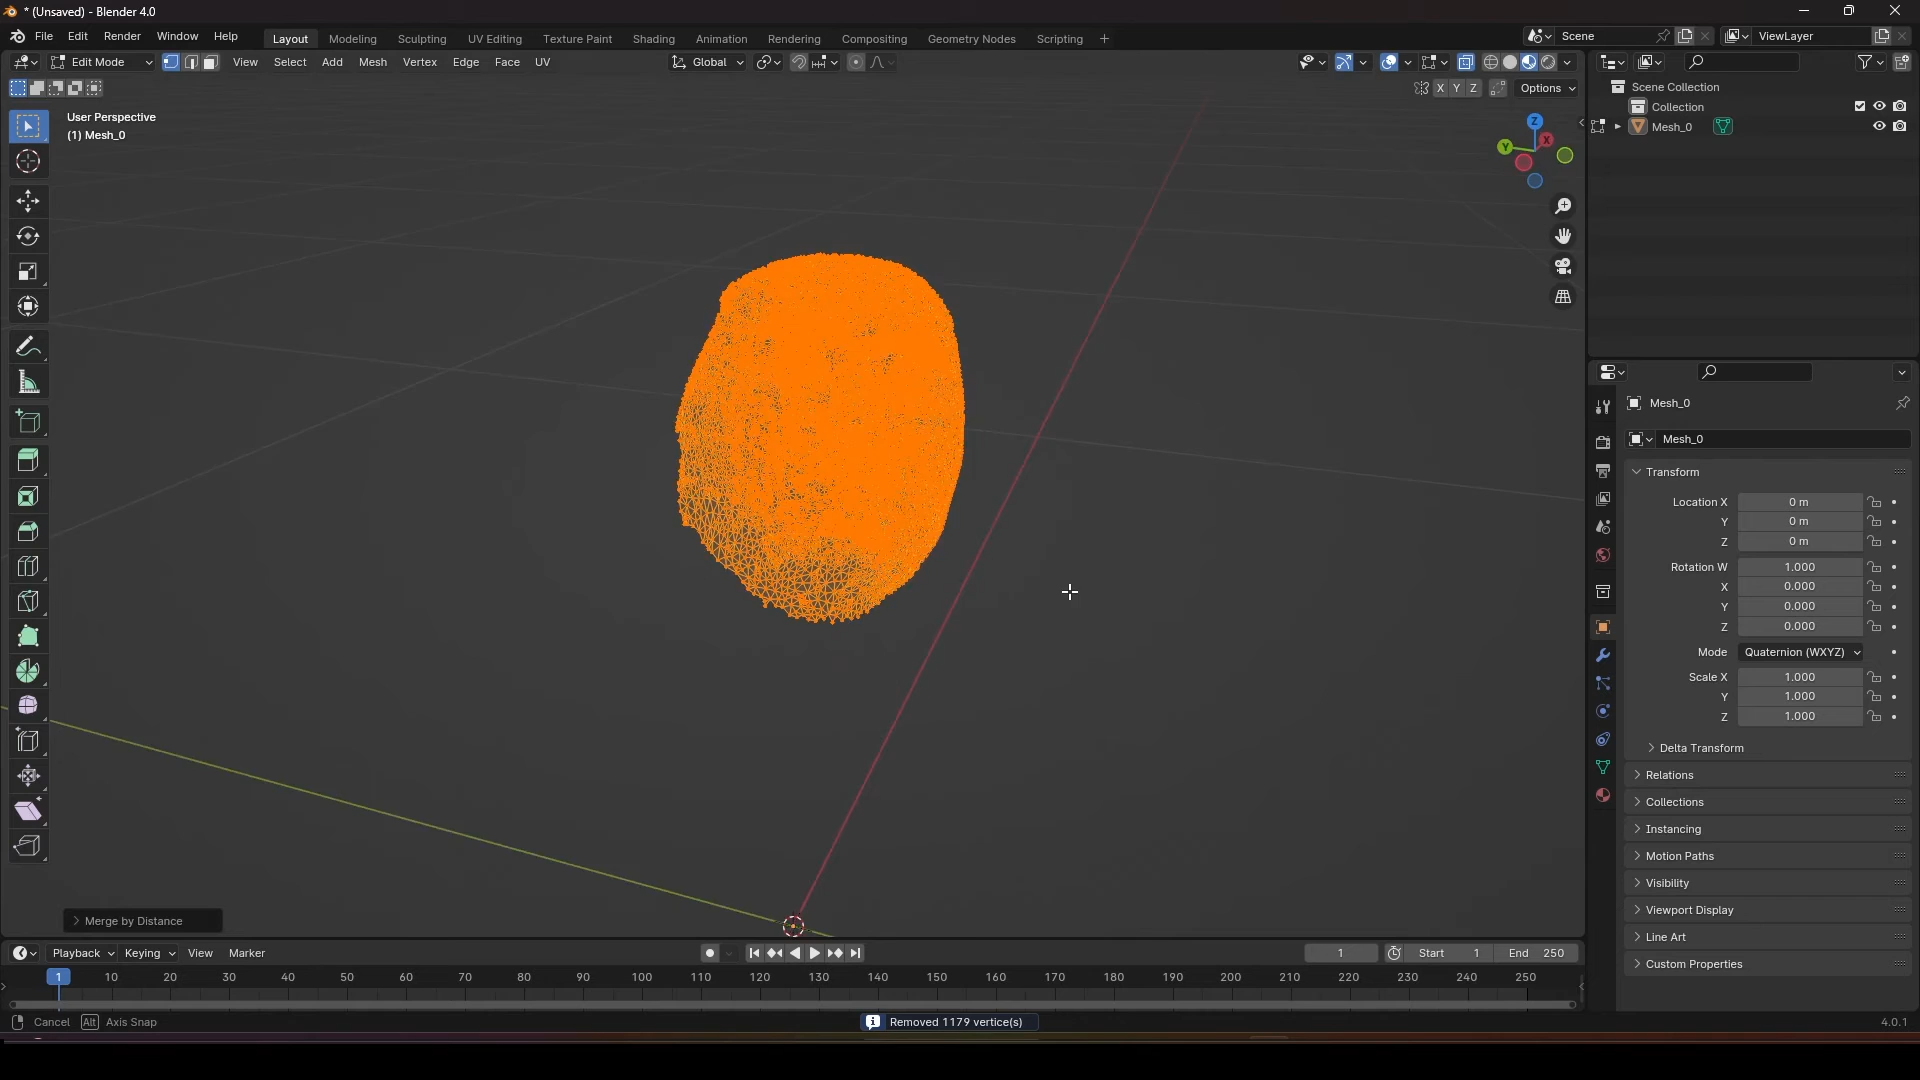 * (Unsaved) - Blender 4.0
File Edit Render Window Help
Layout Modeling Sculpting UV Editing Texture Paint Shading Animation Rendering Compositing Geometry Nodes Scripting +
Scene
ViewLayer
Edit Mode
View Select Add Mesh Vertex Edge Face UV
Global
X Y Z
Options
User Perspective
(1) Mesh_0
Z
X
Y
Scene Collection
Collection
Mesh_0
Mesh_0
Mesh_0
Transform
Location X 0 m
Y 0 m
Z 0 m
Rotation W 1.000
X 0.000
Y 0.000
Z 0.000
Mode Quaternion (WXYZ)
Scale X 1.000
Y 1.000
Z 1.000
Delta Transform
Relations
Collections
Instancing
Motion Paths
Visibility
Viewport Display
Line Art
Custom Properties
Merge by Distance
Playback Keying View Marker
1
Start 1 End 250
1 10 20 30 40 50 60 70 80 90 100 110 120 130 140 150 160 170 180 190 200 210 220 230 240 250
Cancel Alt Axis Snap
Removed 1179 vertice(s)
4.0.1